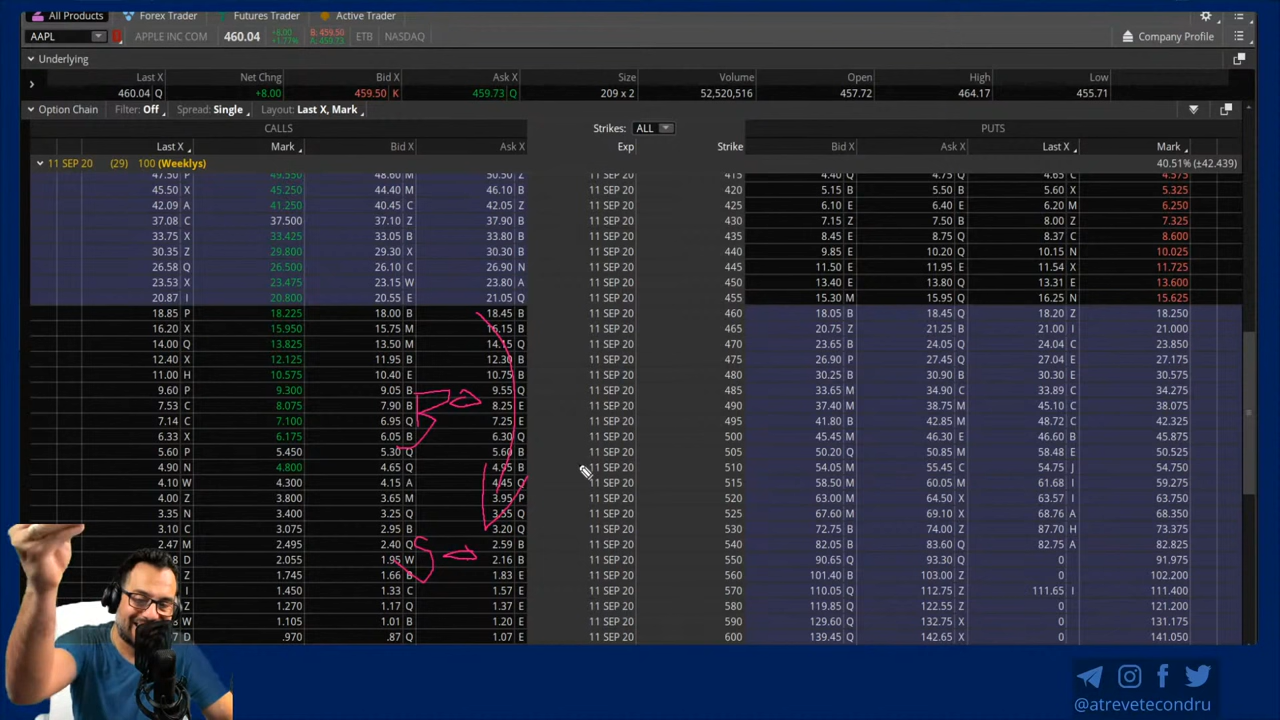 All Products Forex Trader Futures Trader Active Trader
AAPL APPLE INC COM 460.04 +8.00 +1.77% B: 459.50 A: 459.73 ETB NASDAQ Company Profile
Underlying
Last X Net Chng Bid X Ask X Size Volume Open High Low
460.04 Q +8.00 459.50 K 459.73 Q 209 x 2 52,520,516 457.72 464.17 455.71
Option Chain Filter: Off Spread: Single Layout: Last X, Mark
CALLS Strikes: ALL PUTS
Last X Mark Bid X Ask X Exp Strike Bid X Ask X Last X Mark
11 SEP 20 (29) 100 (Weeklys) 40.51% (±42.439)
47.50 P 49.550 48.60 M 50.50 Z 11 SEP 20 415 4.40 Q 4.75 Q 4.65 C 4.575
45.50 X 45.250 44.40 M 46.10 B 11 SEP 20 420 5.15 B 5.50 B 5.60 X 5.325
42.09 A 41.250 40.45 C 42.05 Z 11 SEP 20 425 6.10 E 6.40 E 6.20 M 6.250
37.08 C 37.500 37.10 Z 37.90 B 11 SEP 20 430 7.15 Z 7.50 B 8.00 Z 7.325
33.75 X 33.425 33.05 B 33.80 B 11 SEP 20 435 8.45 E 8.75 Q 8.37 C 8.600
30.35 Z 29.800 29.30 X 30.30 B 11 SEP 20 440 9.85 E 10.20 Q 10.15 N 10.025
26.58 Q 26.500 26.10 C 26.90 N 11 SEP 20 445 11.50 E 11.95 E 11.54 X 11.725
23.53 X 23.475 23.15 W 23.80 A 11 SEP 20 450 13.40 E 13.80 Q 13.31 E 13.600
20.87 I 20.800 20.55 E 21.05 Q 11 SEP 20 455 15.30 M 15.95 Q 16.25 N 15.625
18.85 P 18.225 18.00 B 18.45 B 11 SEP 20 460 18.05 B 18.45 Q 18.20 Z 18.250
16.20 X 15.950 15.75 M 16.15 B 11 SEP 20 465 20.75 Z 21.25 B 21.00 I 21.000
14.00 Q 13.825 13.50 M 14.15 Q 11 SEP 20 470 23.65 B 24.05 Q 24.04 C 23.850
12.40 X 12.125 11.95 B 12.30 B 11 SEP 20 475 26.90 P 27.45 Q 27.04 E 27.175
11.00 H 10.575 10.40 E 10.75 B 11 SEP 20 480 30.25 B 30.90 B 30.30 E 30.575
9.60 P 9.300 9.05 B 9.55 Q 11 SEP 20 485 33.65 M 34.90 C 33.89 C 34.275
7.53 C 8.075 7.90 B 8.25 E 11 SEP 20 490 37.40 M 38.75 M 45.10 C 38.075
7.14 C 7.100 6.95 Q 7.25 E 11 SEP 20 495 41.80 B 42.85 M 48.72 C 42.325
6.33 X 6.175 6.05 B 6.30 Q 11 SEP 20 500 45.45 M 46.30 E 46.60 B 45.875
5.60 P 5.450 5.30 Q 5.60 B 11 SEP 20 505 50.20 Q 50.85 M 58.48 E 50.525
4.90 N 4.800 4.65 Q 4.95 B 11 SEP 20 510 54.05 M 55.45 C 54.75 J 54.750
4.10 W 4.300 4.15 A 4.45 Q 11 SEP 20 515 58.50 M 60.05 M 61.68 I 61.250
4.00 Z 3.800 3.65 M 3.95 P 11 SEP 20 520 63.00 M 64.50 X 63.57 I 63.750
3.35 N 3.400 3.25 Q 3.55 Q 11 SEP 20 525 67.60 M 69.10 X 68.76 A 68.350
3.10 C 3.075 2.95 B 3.20 Q 11 SEP 20 530 72.75 B 74.00 Z 87.70 H 73.375
2.47 M 2.495 2.40 Q 2.59 B 11 SEP 20 540 82.05 B 83.60 Q 82.75 A 82.825
D 2.055 1.95 W 2.16 B 11 SEP 20 550 90.65 Q 93.30 Q 0 91.975
Z 1.745 1.66 B 1.83 E 11 SEP 20 560 101.40 B 103.00 Z 0 102.200
I 1.450 1.33 C 1.57 E 11 SEP 20 570 110.05 Q 112.75 Z 111.65 I 111.400
Z 1.270 1.17 Q 1.37 E 11 SEP 20 580 119.85 Q 122.55 Z 0 121.200
W 1.105 1.01 B 1.20 E 11 SEP 20 590 129.60 Q 132.75 X 0 131.175
D .970 .87 Q 1.07 E 11 SEP 20 600 139.45 Q 142.65 X 0 141.050
@atrevetecondru